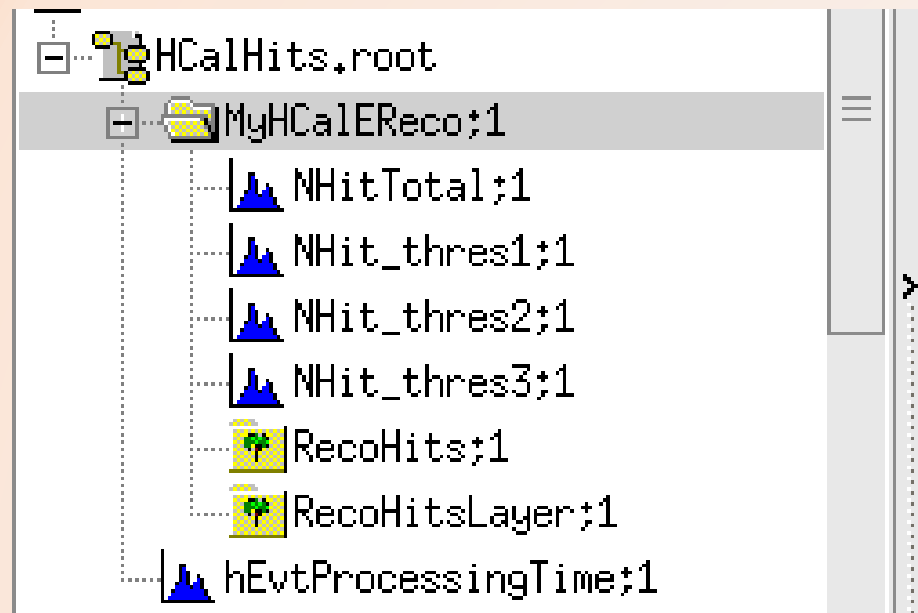 HCalHits.root
MyHCalEReco;1
NHitTotal;1
NHit_thres1;1
NHit_thres2;1
NHit_thres3;1
RecoHits;1
RecoHitsLayer;1
hEvtProcessingTime;1